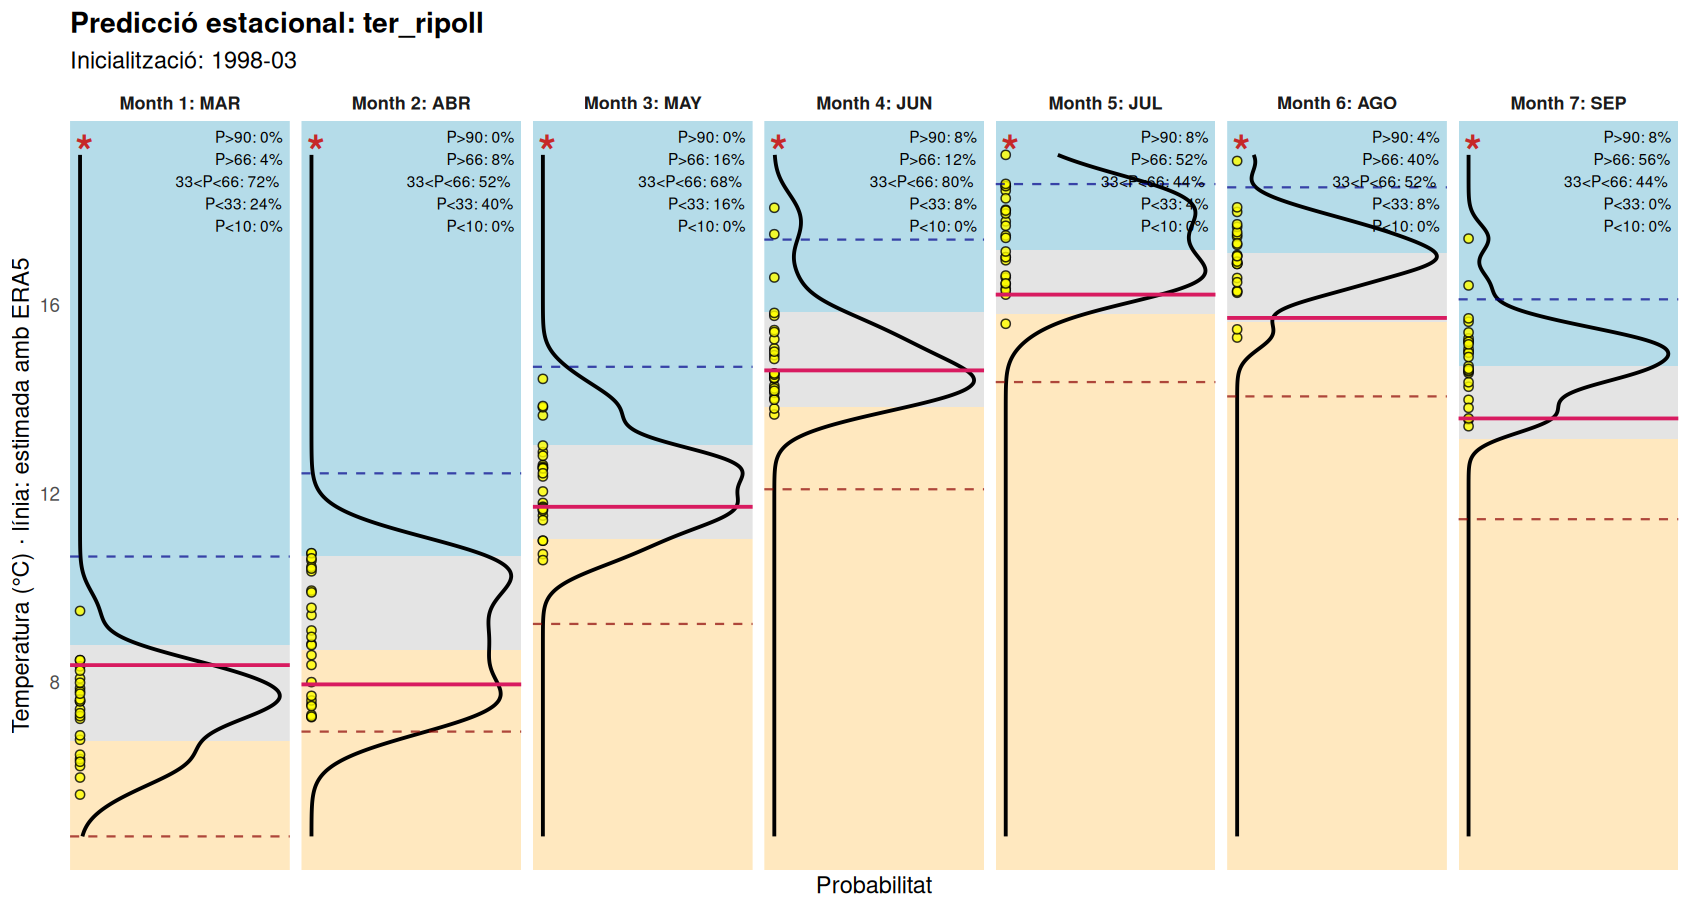 Predicció estacional: ter_ripoll
Inicialització: 1998-03
Month 1: MAR
Month 2: ABR
Month 3: MAY
Month 4: JUN
Month 5: JUL
Month 6: AGO
Month 7: SEP
*
P>90: 0%
P>66: 4%
33<P<66: 72%
P<33: 24%
P<10: 0%
*
P>90: 0%
P>66: 8%
33<P<66: 52%
P<33: 40%
P<10: 0%
*
P>90: 0%
P>66: 16%
33<P<66: 68%
P<33: 16%
P<10: 0%
*
P>90: 8%
P>66: 12%
33<P<66: 80%
P<33: 8%
P<10: 0%
*
P>90: 8%
P>66: 52%
33<P<66: 44%
P<33: 4%
P<10: 0%
*
P>90: 4%
P>66: 40%
33<P<66: 52%
P<33: 8%
P<10: 0%
*
P>90: 8%
P>66: 56%
33<P<66: 44%
P<33: 0%
P<10: 0%
Temperatura (°C) · línia: estimada amb ERA5
16
12
8
Probabilitat